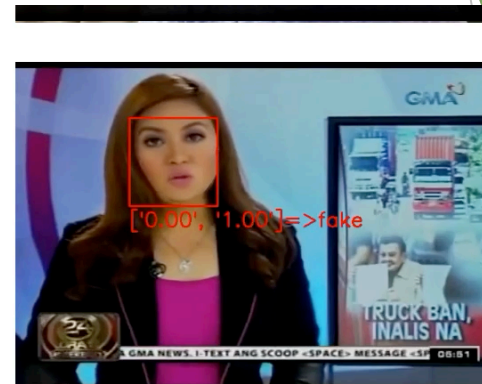 GMA
['0.00', '1.00']=>fake
TRUCK BAN,
INALIS NA
24
A GMA NEWS. I-TEXT ANG SCOOP <SPACE> MESSAGE <SP
05:51